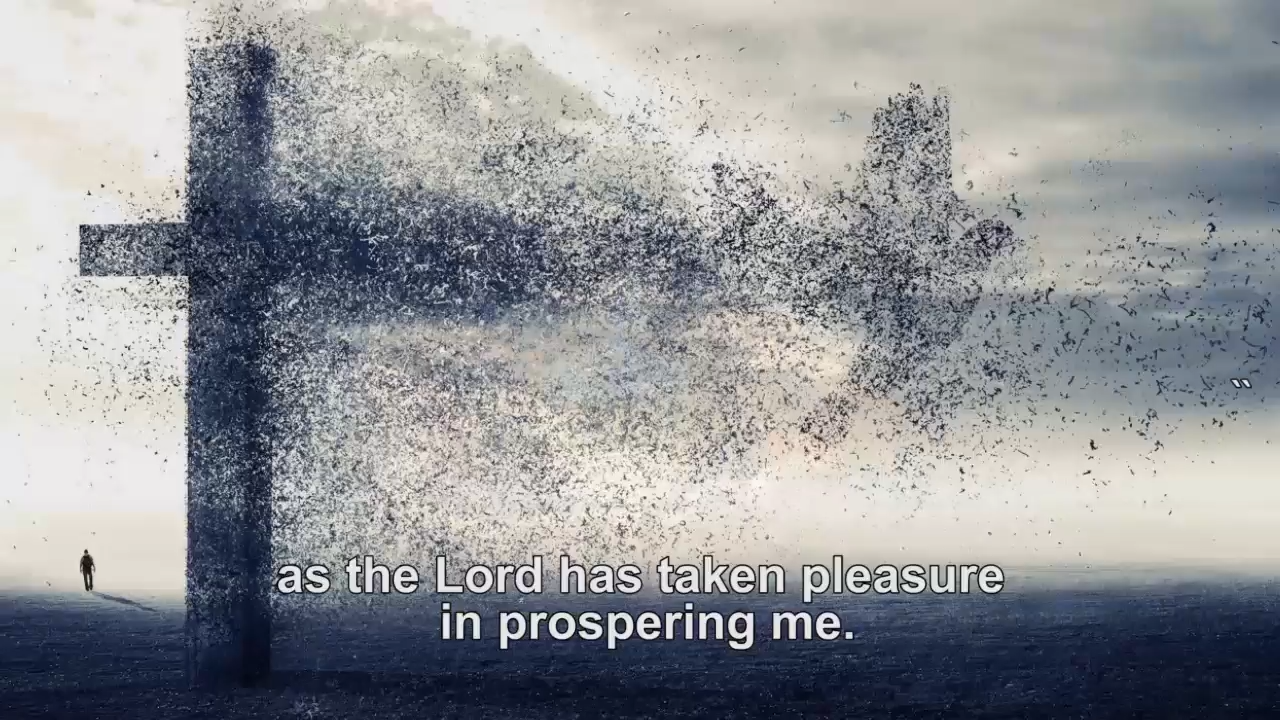 as the Lord has taken pleasure
in prospering me.